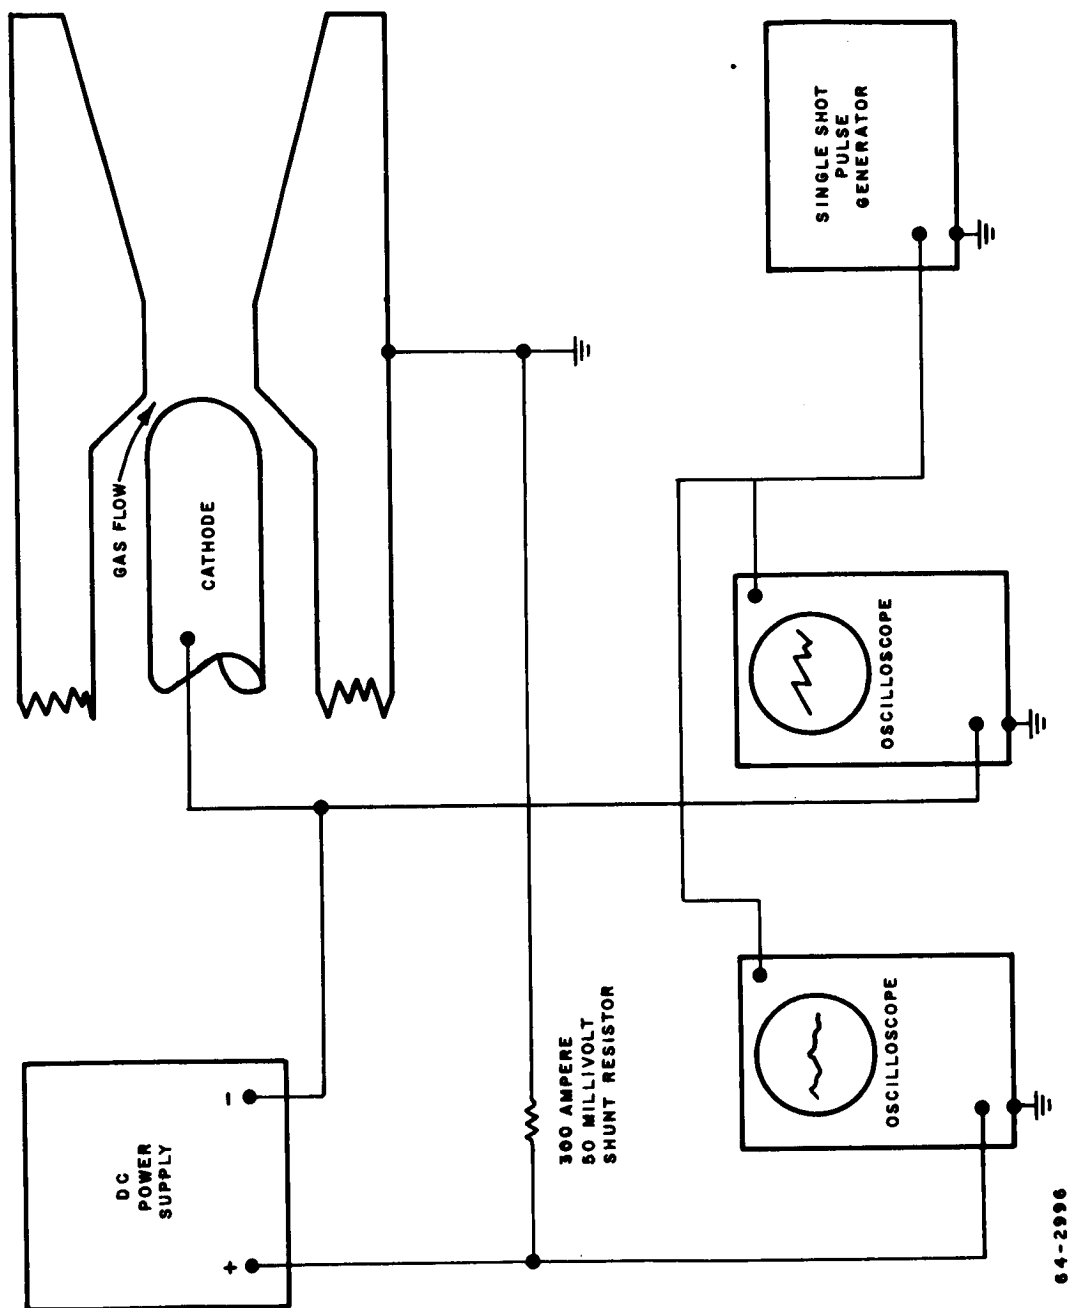 GAS FLOW
CATHODE
DC
POWER
SUPPLY
+
-
300 AMPERE
50 MILLIVOLT
SHUNT RESISTOR
OSCILLOSCOPE
OSCILLOSCOPE
SINGLE SHOT
PULSE
GENERATOR
64-2996